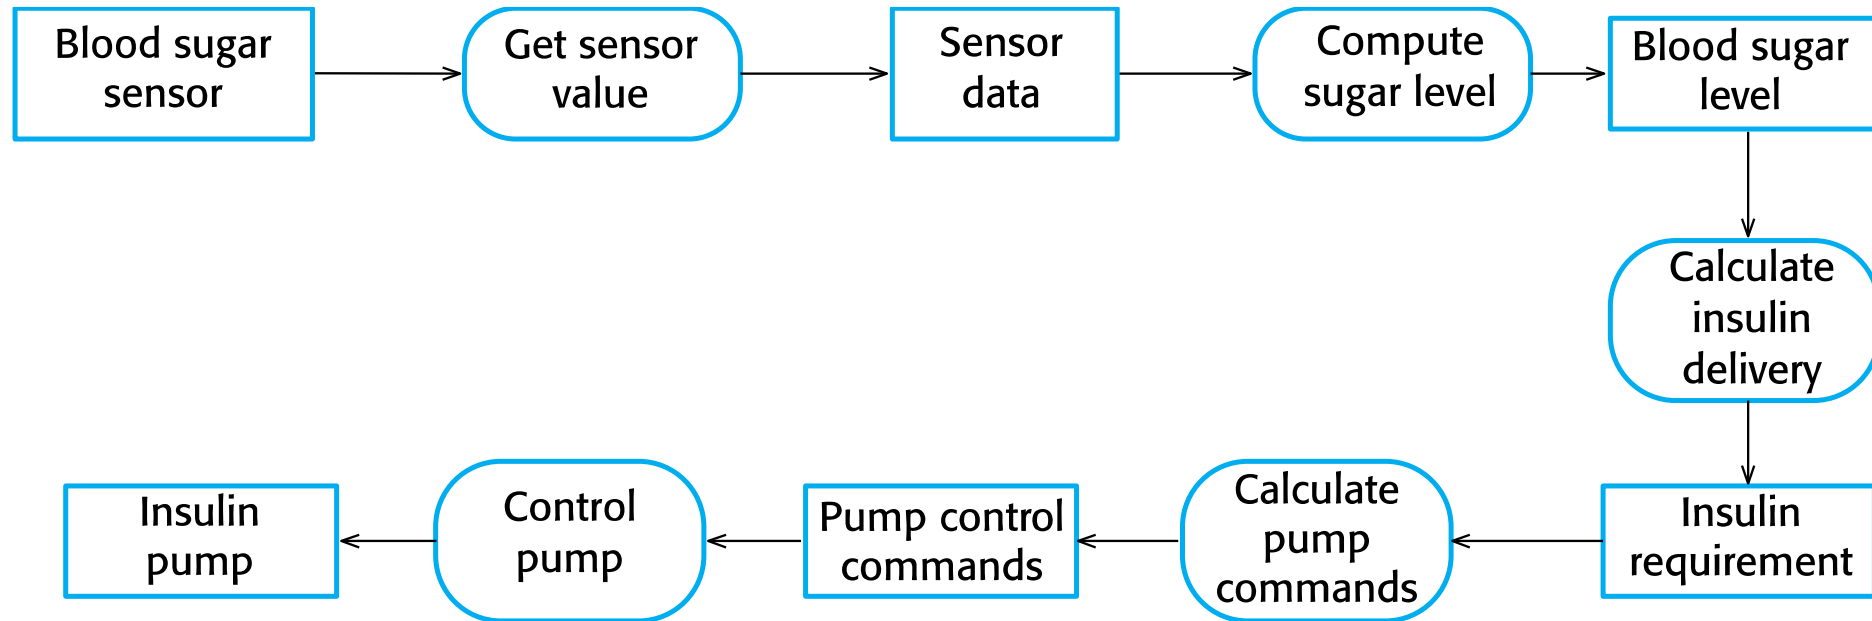 Blood sugar
sensor
Get sensor
value
Sensor
data
Compute
sugar level
Blood sugar
level
Calculate
insulin
delivery
Insulin
requirement
Calculate
pump
commands
Pump control
commands
Control
pump
Insulin
pump